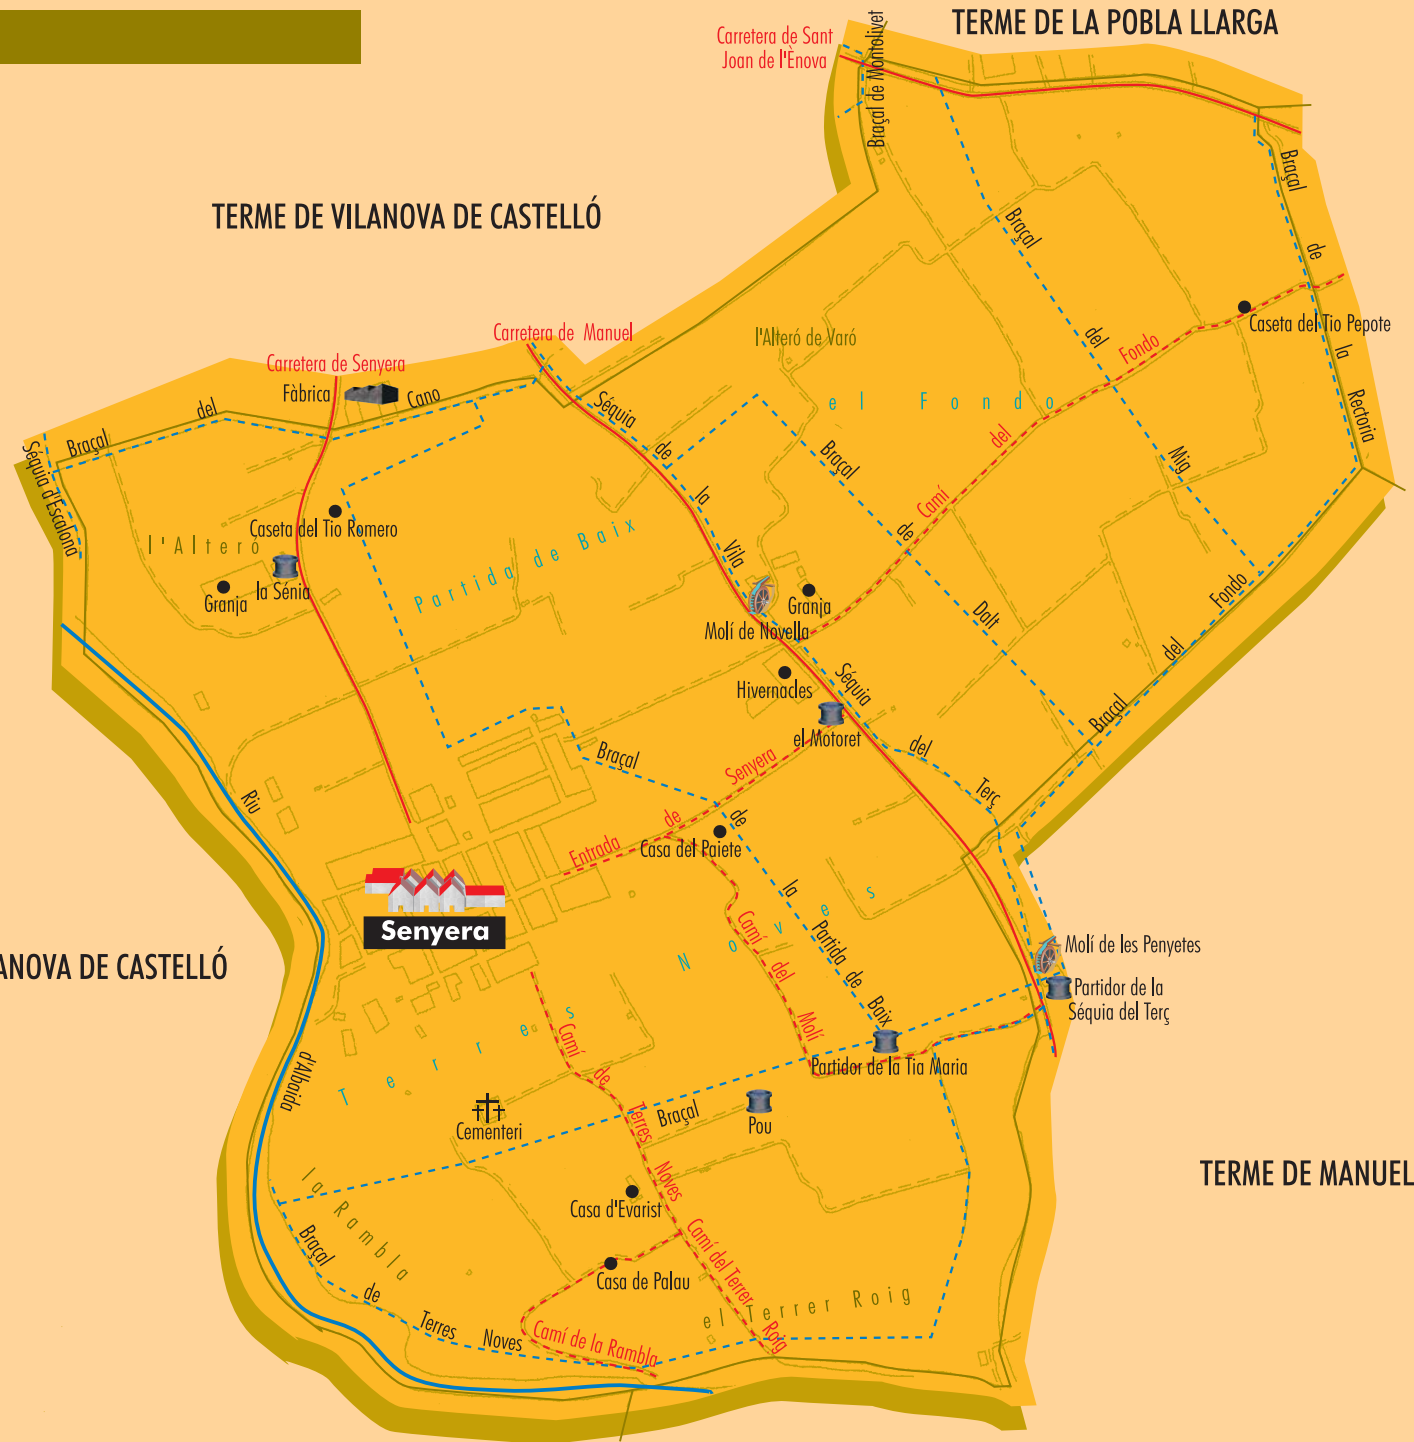 TERME DE LA POBLA LLARGA
Carretera de Sant
Joan de l'Ènova
Braçal de Montolivet
Braçal de la Rectoria
TERME DE VILANOVA DE CASTELLÓ
Braçal del Mig
Caseta del Tio Pepote
Carretera de Manuel
l'Alteró de Varó
Carretera de Senyera
Fàbrica
Braçal del Cano
el Fondo
Camí del Fondo
Séquia de la Vila
Séquia d'Escalona
Braçal de Dalt
Caseta del Tio Romero
l'Alteró
Partida de Baix
la Sénia
Granja
Granja
Molí de Novella
Braçal del Fondo
Hivernacles
el Motoret
Séquia del Terç
Braçal de la Partida de Baix
Entrada de Senyera
Casa del Paiete
Riu d'Albaida
Senyera
Camí del Molí
Terres Noves
Molí de les Penyetes
ANOVA DE CASTELLÓ
Partidor de la
Séquia del Terç
Camí de Terres Noves
Partidor de la Tia Maria
Cementeri
Braçal
Pou
TERME DE MANUEL
la Rambla
Casa d'Evarist
Casa de Palau
Camí del Terrer Roig
el Terrer Roig
Braçal de Terres Noves
Camí de la Rambla